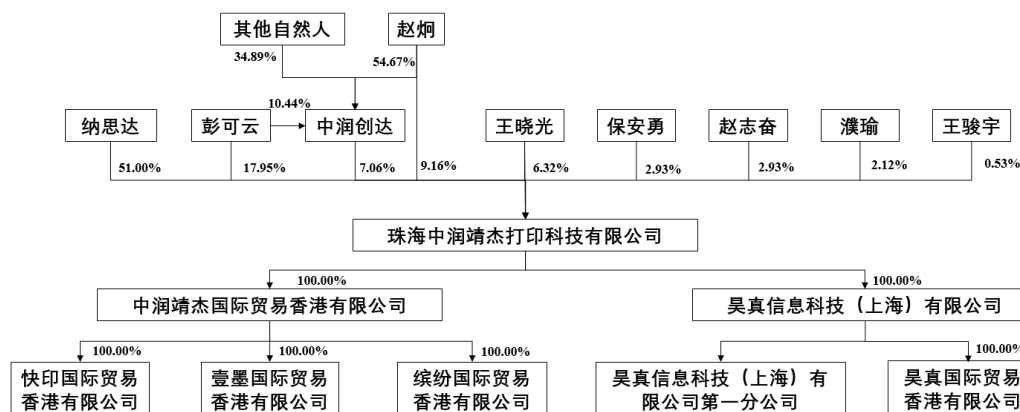 其他自然人
赵炯
34.89%
54.67%
10.44%
纳思达
彭可云
中润创达
王晓光
保安勇
赵志奋
濮瑜
王骏宇
51.00%
17.95%
7.06%
9.16%
6.32%
2.93%
2.93%
2.12%
0.53%
珠海中润靖杰打印科技有限公司
100.00%
100.00%
中润靖杰国际贸易香港有限公司
昊真信息科技（上海）有限公司
100.00%
100.00%
100.00%
100.00%
快印国际贸易
香港有限公司
壹墨国际贸易
香港有限公司
缤纷国际贸易
香港有限公司
昊真信息科技（上海）有
限公司第一分公司
昊真国际贸易
香港有限公司